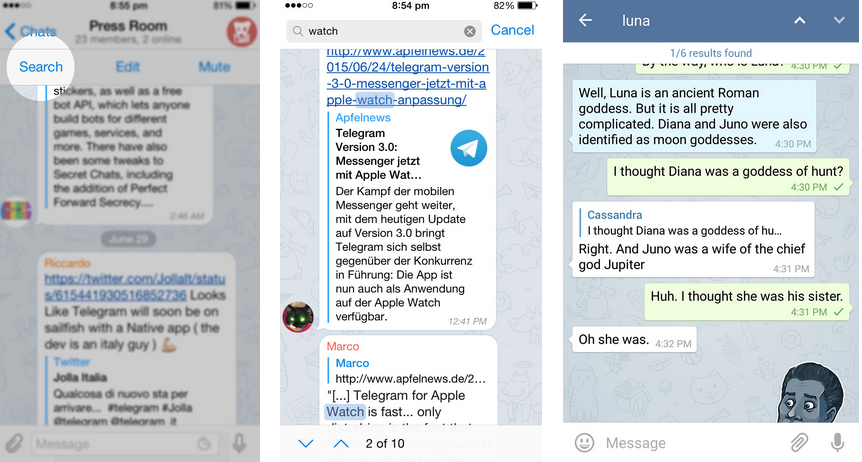 8:55 pm
81%
Chats
Press Room
23 members, 2 online
Search
Edit
Mute
stickers, as well as a free
bot API, which lets anyone
build bots for different
games, services, and
more. There have also
been some tweaks to
Secret Chats, including
the addition of Perfect
Forward Secrecy....
2:46 AM
June 29
Riccardo
https://twitter.com/Jollalt/statu
s/615441930516852736 Looks
Like Telegram will soon be on
sailfish with a Native app ( the
dev is an italy guy )
Twitter
Jolla Italia
Qualcosa di nuovo sta per
arrivare... #telegram #Jolla
@telegram @telegram_it
Message
8:54 pm
82%
watch
Cancel
http://www.apfelnews.de/2
015/06/24/telegram-version
-3-0-messenger-jetzt-mit-a
pple-watch-anpassung/
Apfelnews
Telegram
Version 3.0:
Messenger jetzt
mit Apple Wat...
Der Kampf der mobilen
Messenger geht weiter,
mit dem heutigen Update
auf Version 3.0 bringt
Telegram sich selbst
gegenüber der Konkurrenz
in Führung: Die App ist
nun auch als Anwendung
auf der Apple Watch
verfügbar.
12:41 PM
Marco
Marco
http://www.apfelnews.de/2...
"[...] Telegram for Apple
Watch is fast... only
2 of 10
luna
1/6 results found
By the way, who is Luna?
4:30 PM
Well, Luna is an ancient Roman
goddess. But it is all pretty
complicated. Diana and Juno were also
identified as moon goddesses.
4:30 PM
I thought Diana was a goddess of hunt?
4:30 PM
Cassandra
I thought Diana was a goddess of hu...
Right. And Juno was a wife of the chief
god Jupiter
4:31 PM
Huh. I thought she was his sister.
4:31 PM
Oh she was.
4:32 PM
Message